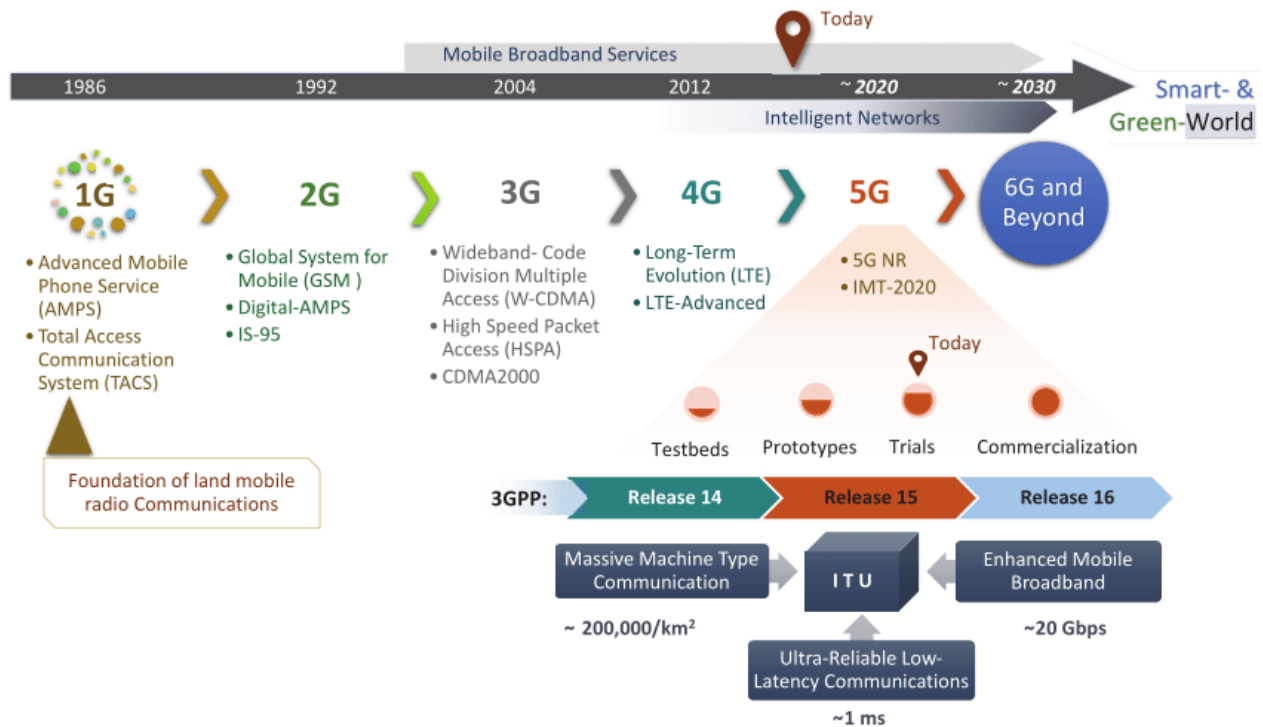 Today
Mobile Broadband Services
1986
1992
2004
2012
~ 2020
~ 2030
Smart- &
Green-World
Intelligent Networks
1G
2G
3G
4G
5G
6G and
Beyond
• Advanced Mobile
Phone Service
(AMPS)
• Total Access
Communication
System (TACS)
• Global System for
Mobile (GSM )
• Digital-AMPS
• IS-95
• Wideband- Code
Division Multiple
Access (W-CDMA)
• High Speed Packet
Access (HSPA)
• CDMA2000
• Long-Term
Evolution (LTE)
• LTE-Advanced
• 5G NR
• IMT-2020
Today
Testbeds
Prototypes
Trials
Commercialization
Foundation of land mobile
radio Communications
3GPP:
Release 14
Release 15
Release 16
Massive Machine Type
Communication
~ 200,000/km²
ITU
Enhanced Mobile
Broadband
~20 Gbps
Ultra-Reliable Low-
Latency Communications
~1 ms